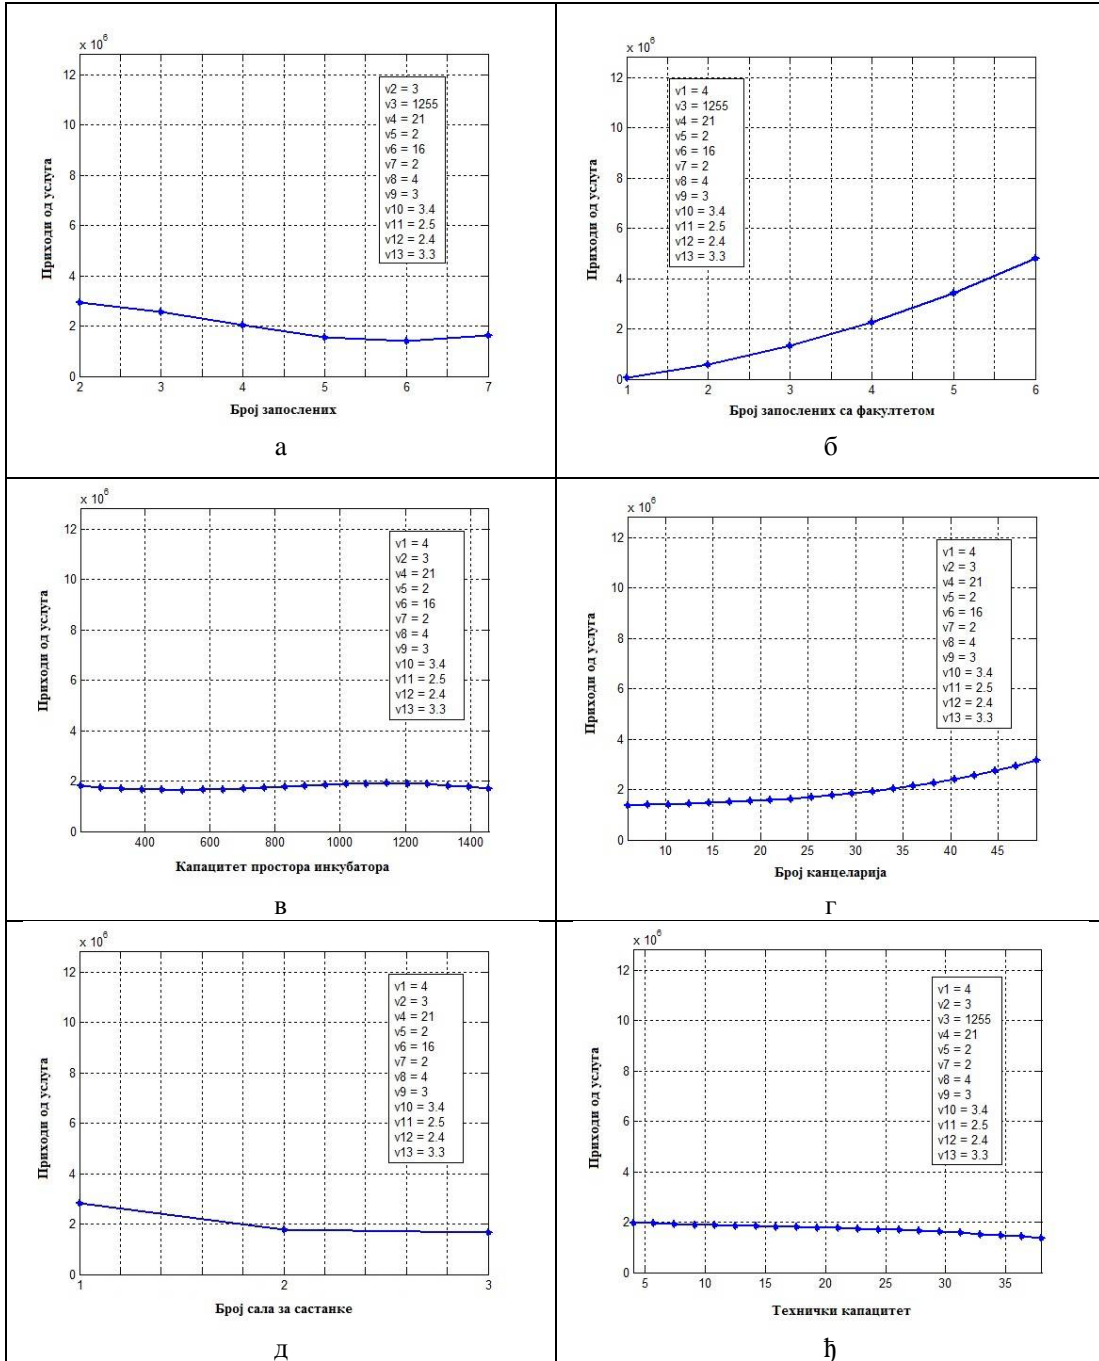 x 10⁶
12
10
8
6
4
2
0
Приходи од услуга
v2 = 3
v3 = 1255
v4 = 21
v5 = 2
v6 = 16
v7 = 2
v8 = 4
v9 = 3
v10 = 3.4
v11 = 2.5
v12 = 2.4
v13 = 3.3
2 3 4 5 6 7
Број запослених
а
x 10⁶
12
10
8
6
4
2
0
Приходи од услуга
v1 = 4
v3 = 1255
v4 = 21
v5 = 2
v6 = 16
v7 = 2
v8 = 4
v9 = 3
v10 = 3.4
v11 = 2.5
v12 = 2.4
v13 = 3.3
1 2 3 4 5 6
Број запослених са факултетом
б
x 10⁶
12
10
8
6
4
2
0
Приходи од услуга
v1 = 4
v2 = 3
v4 = 21
v5 = 2
v6 = 16
v7 = 2
v8 = 4
v9 = 3
v10 = 3.4
v11 = 2.5
v12 = 2.4
v13 = 3.3
400 600 800 1000 1200 1400
Капацитет простора инкубатора
в
x 10⁶
12
10
8
6
4
2
0
Приходи од услуга
v1 = 4
v2 = 3
v4 = 21
v5 = 2
v6 = 16
v7 = 2
v8 = 4
v9 = 3
v10 = 3.4
v11 = 2.5
v12 = 2.4
v13 = 3.3
10 15 20 25 30 35 40 45
Број канцеларија
г
x 10⁶
12
10
8
6
4
2
0
Приходи од услуга
v1 = 4
v2 = 3
v4 = 21
v5 = 2
v6 = 16
v7 = 2
v8 = 4
v9 = 3
v10 = 3.4
v11 = 2.5
v12 = 2.4
v13 = 3.3
1 2 3
Број сала за састанке
д
x 10⁶
12
10
8
6
4
2
0
Приходи од услуга
v1 = 4
v2 = 3
v3 = 1255
v4 = 21
v5 = 2
v7 = 2
v8 = 4
v9 = 3
v10 = 3.4
v11 = 2.5
v12 = 2.4
v13 = 3.3
5 10 15 20 25 30 35
Технички капацитет
ђ